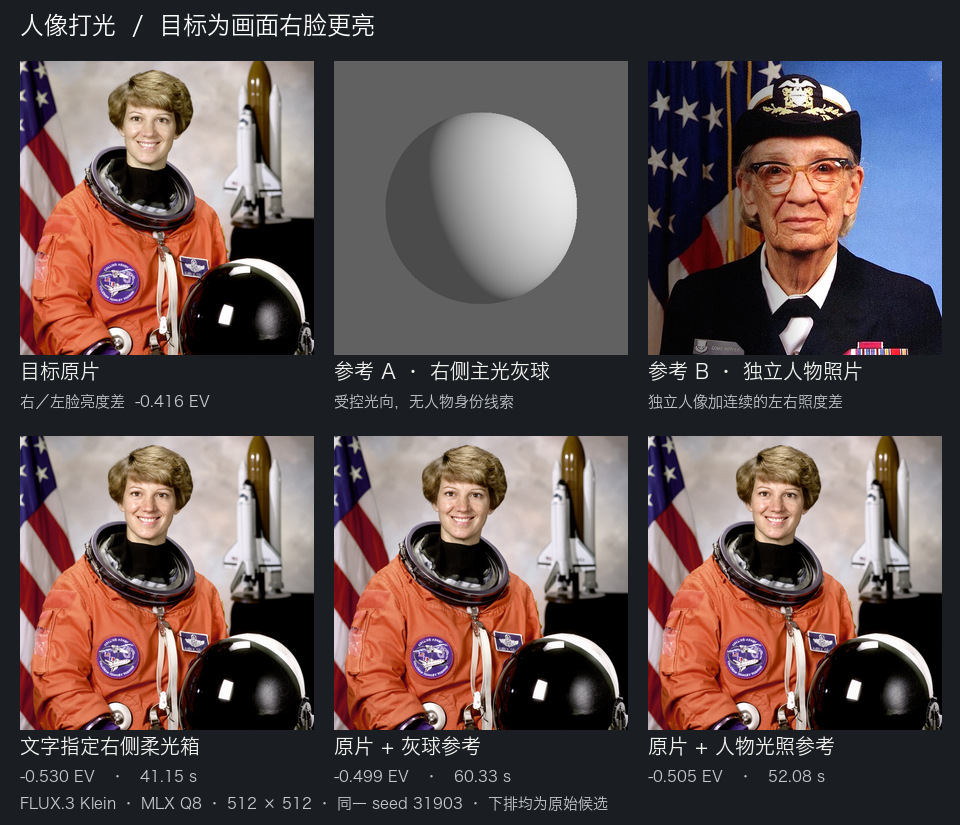 人像打光 / 目标为画面右脸更亮
目标原片
右／左脸亮度差 -0.416 EV
参考 A · 右侧主光灰球
受控光向，无人物身份线索
参考 B · 独立人物照片
独立人像加连续的左右照度差
文字指定右侧柔光箱
-0.530 EV · 41.15 s
原片 + 灰球参考
-0.499 EV · 60.33 s
原片 + 人物光照参考
-0.505 EV · 52.08 s
FLUX.3 Klein · MLX Q8 · 512 × 512 · 同一 seed 31903 · 下排均为原始候选